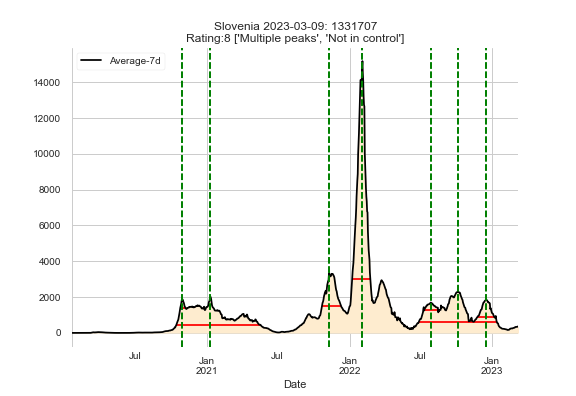 Slovenia 2023-03-09: 1331707
Rating:8 ['Multiple peaks', 'Not in control']
Average-7d
14000
12000
10000
8000
6000
4000
2000
0
Jul
Jan
2021
Jul
Jan
2022
Jul
Jan
2023
Date